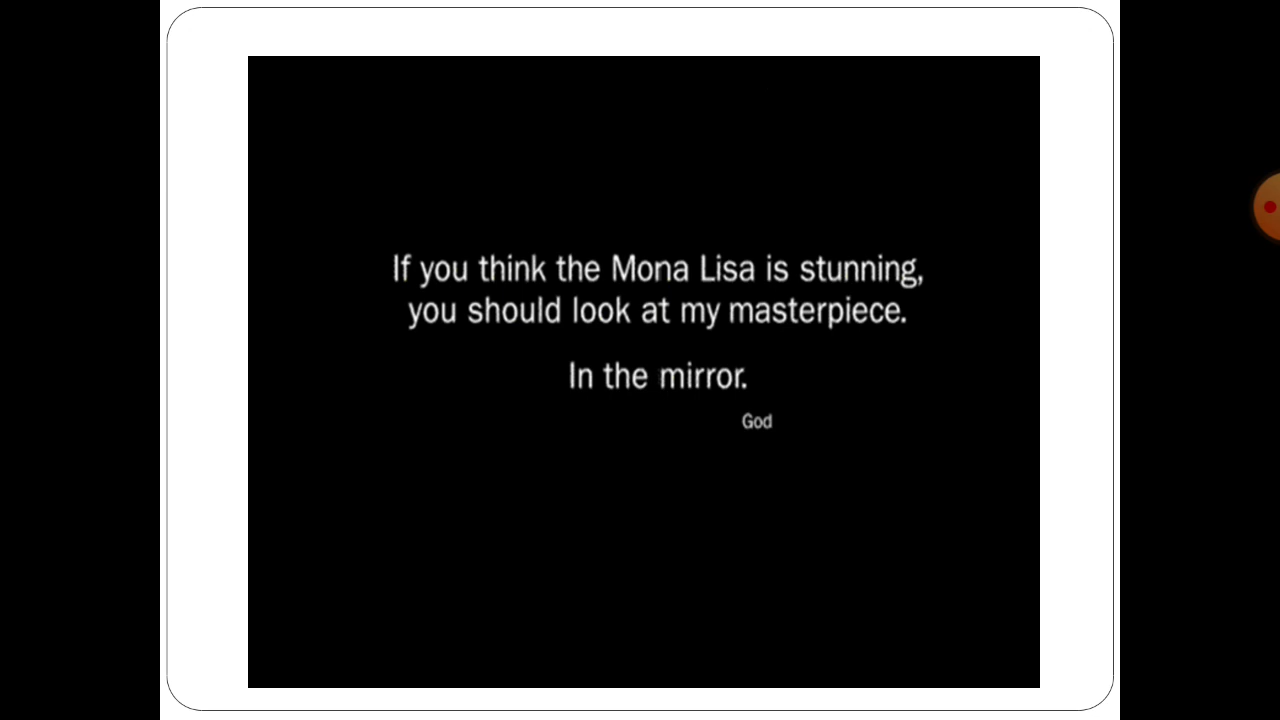 If you think the Mona Lisa is stunning,
you should look at my masterpiece.
In the mirror.
God